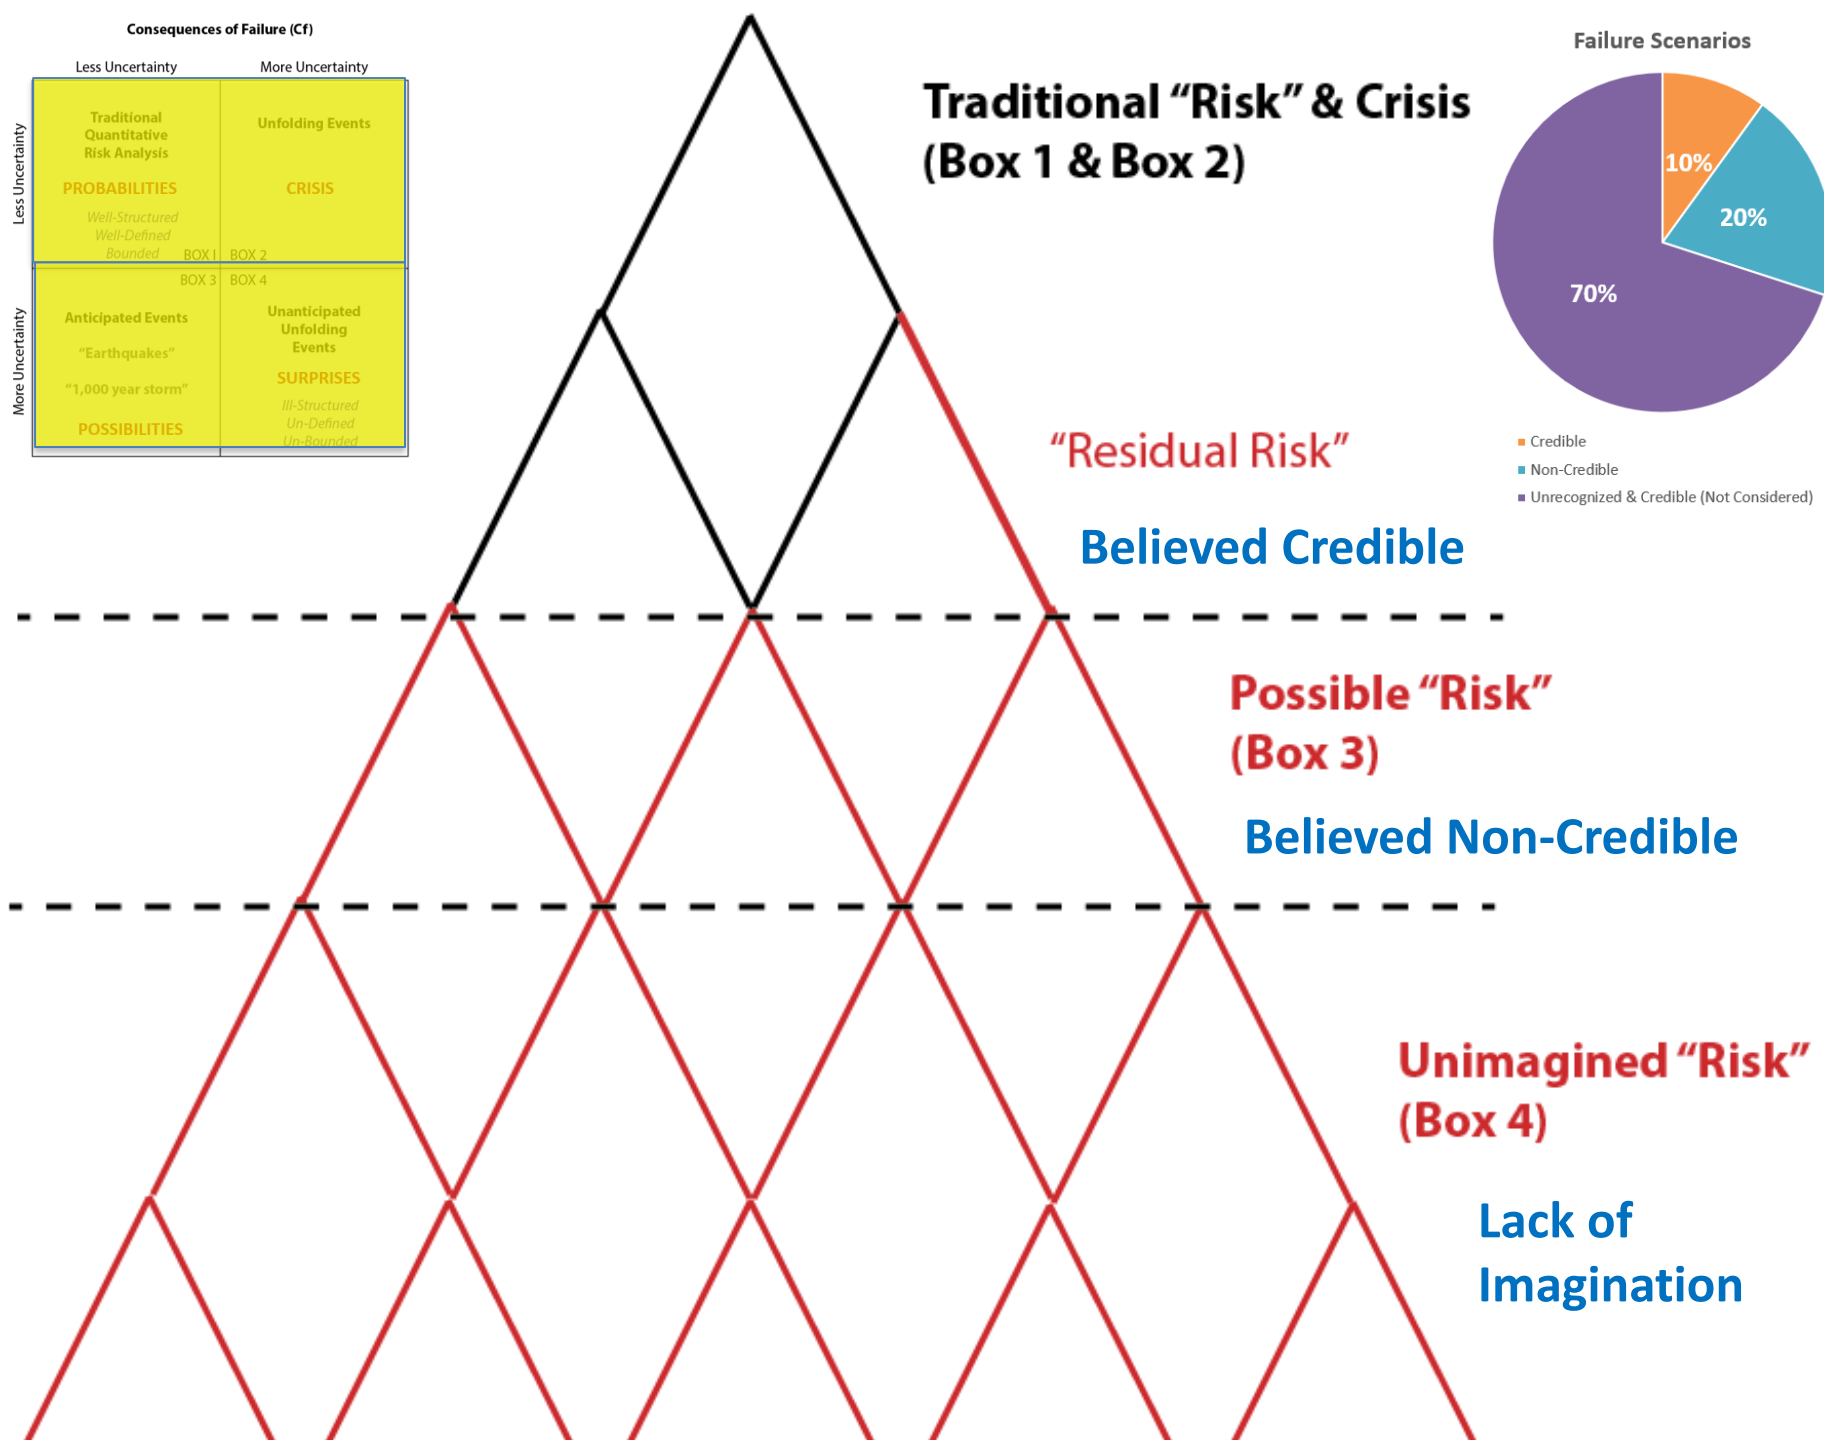 Consequences of Failure (Cf)
Less Uncertainty
More Uncertainty
Less Uncertainty
More Uncertainty
Traditional
Quantitative
Risk Analysis
PROBABILITIES
Well-Structured
Well-Defined
Bounded
BOX I
Unfolding Events
CRISIS
BOX 2
BOX 3
Anticipated Events
“Earthquakes”
“1,000 year storm”
POSSIBILITIES
BOX 4
Unanticipated
Unfolding
Events
SURPRISES
Ill-Structured
Un-Defined
Un-Bounded
Traditional “Risk” & Crisis
(Box 1 & Box 2)
Failure Scenarios
10%
20%
70%
Credible
Non-Credible
Unrecognized & Credible (Not Considered)
“Residual Risk”
Believed Credible
Possible “Risk”
(Box 3)
Believed Non-Credible
Unimagined “Risk”
(Box 4)
Lack of
Imagination